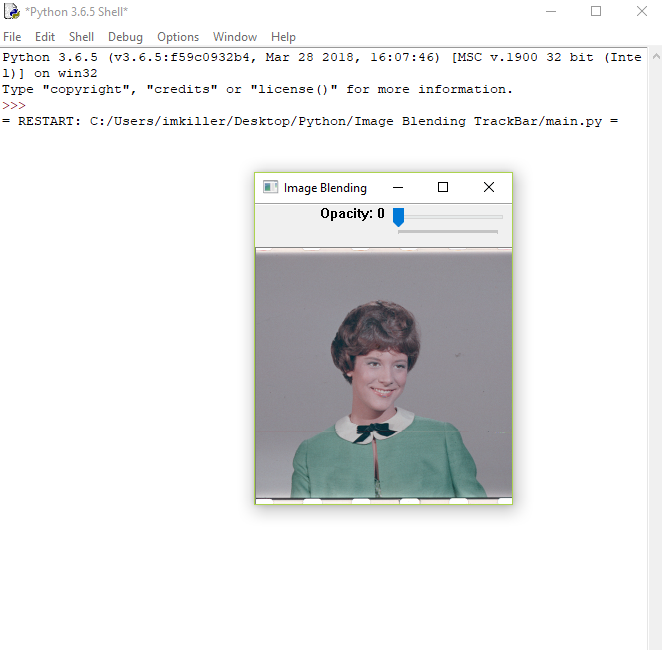 *Python 3.6.5 Shell*
File Edit Shell Debug Options Window Help
Python 3.6.5 (v3.6.5:f59c0932b4, Mar 28 2018, 16:07:46) [MSC v.1900 32 bit (Inte
l)] on win32
Type "copyright", "credits" or "license()" for more information.
>>>
= RESTART: C:/Users/imkiller/Desktop/Python/Image Blending TrackBar/main.py =
Image Blending
Opacity: 0